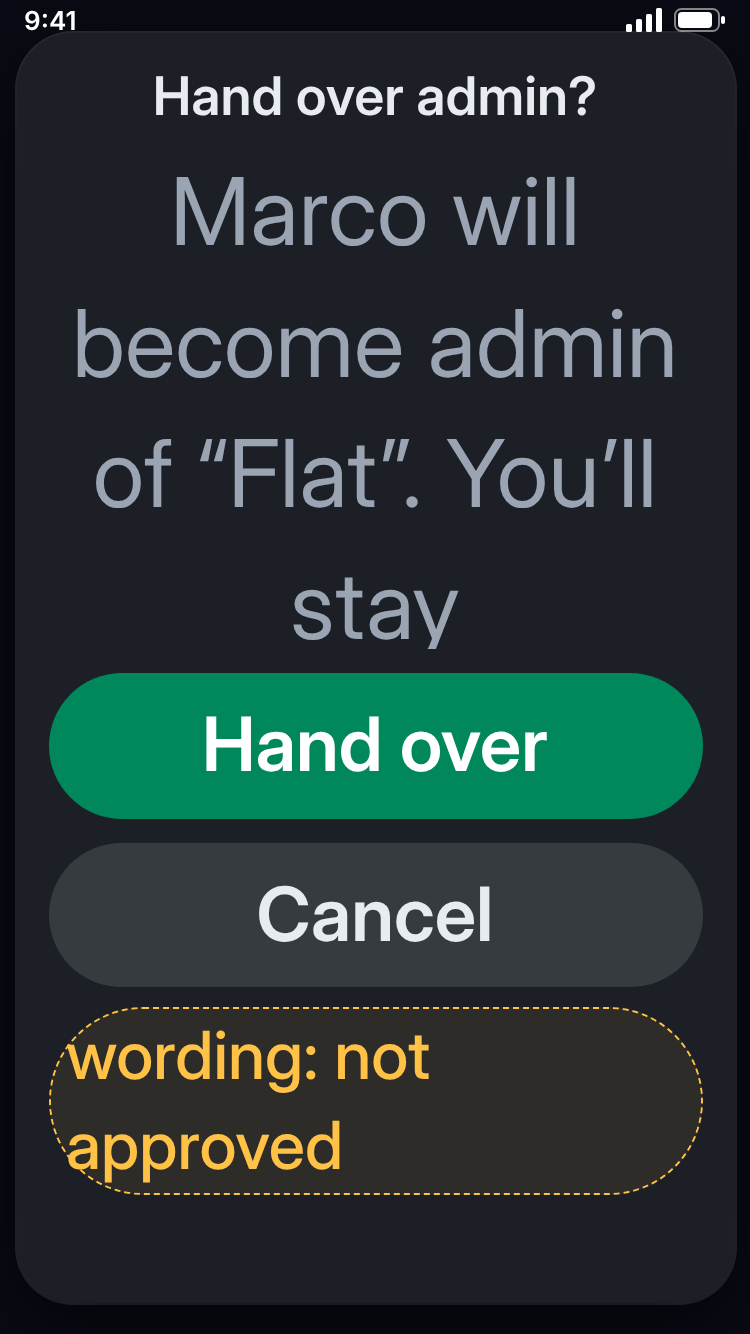 9:41
Hand over admin?
Marco will
become admin
of “Flat”. You’ll
stay
Hand over
Cancel
wording: not
approved